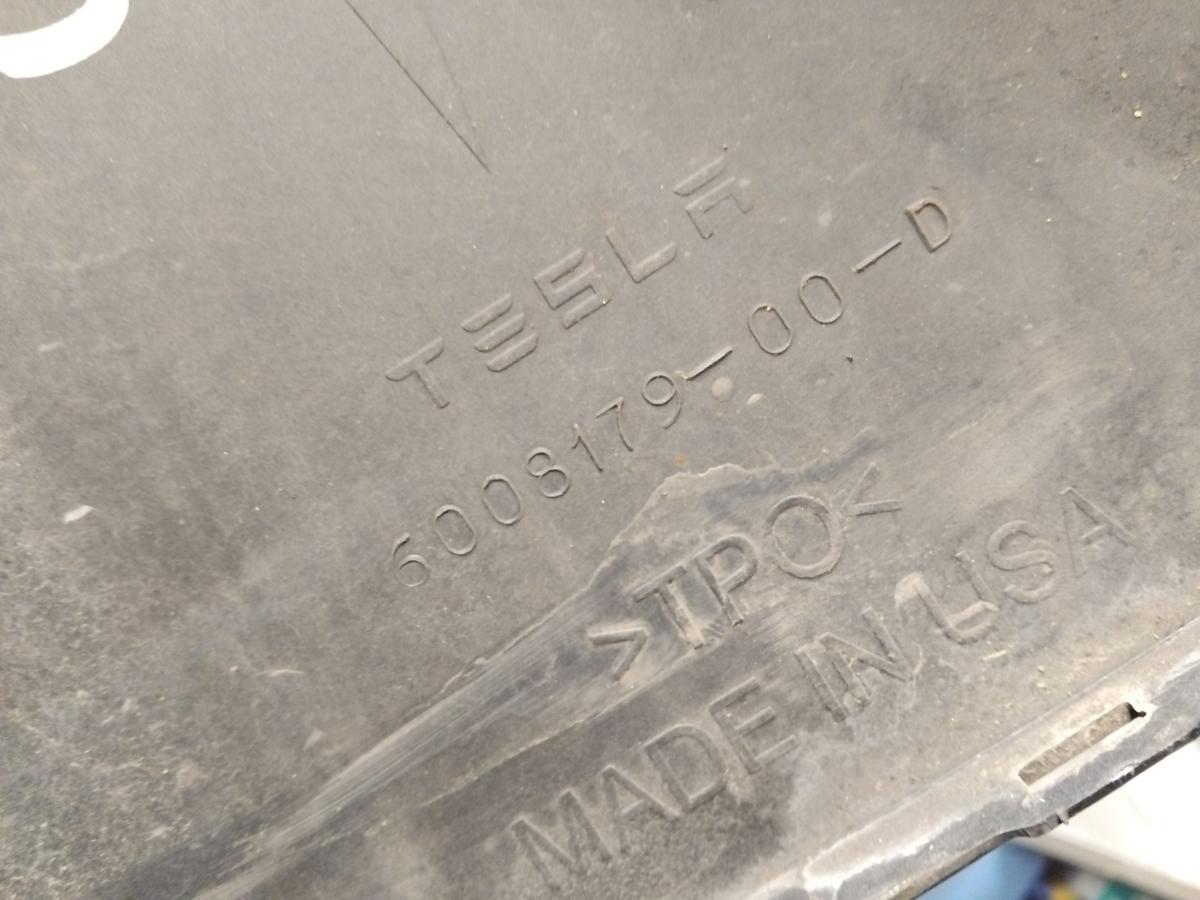 TESLA
6008179-00-D
>TPO<
MADE IN USA